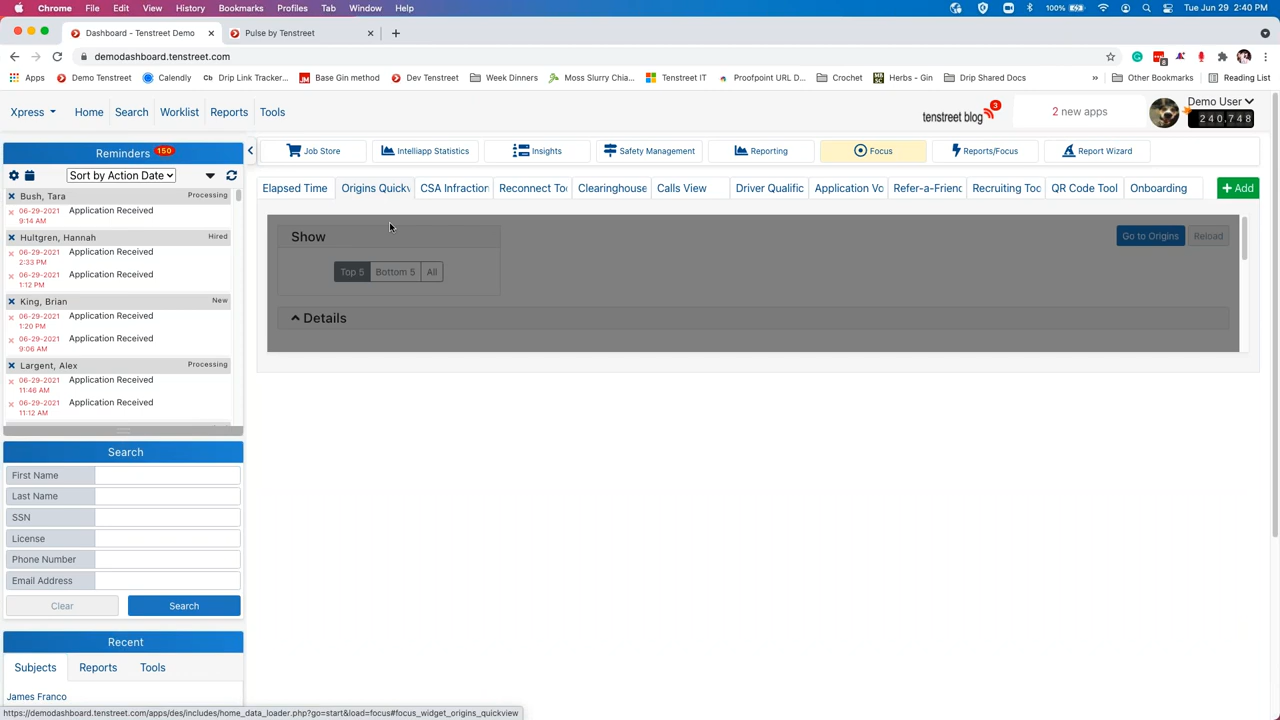 Chrome File Edit View History Bookmarks Profiles Tab Window Help 100% Tue Jun 29 2:40 PM
Dashboard - Tenstreet Demo Pulse by Tenstreet
demodashboard.tenstreet.com 8
Apps Demo Tenstreet Calendly Drip Link Tracker... Base Gin method Dev Tenstreet Week Dinners Moss Slurry Chia... Tenstreet IT Proofpoint URL D... Crochet Herbs - Gin Drip Shared Docs » Other Bookmarks Reading List
Xpress Home Search Worklist Reports Tools tenstreet blog 3 2 new apps Demo User
240,748
Reminders 150
Sort by Action Date
Bush, Tara Processing
06-29-2021 Application Received
9:14 AM
Hultgren, Hannah Hired
06-29-2021 Application Received
2:33 PM
06-29-2021 Application Received
1:12 PM
King, Brian New
06-29-2021 Application Received
1:20 PM
06-29-2021 Application Received
9:06 AM
Largent, Alex Processing
06-29-2021 Application Received
11:46 AM
06-29-2021 Application Received
11:12 AM
Search
First Name
Last Name
SSN
License
Phone Number
Email Address
Clear Search
Recent
Subjects Reports Tools
James Franco
Job Store Intelliapp Statistics Insights Safety Management Reporting Focus Reports/Focus Report Wizard
Elapsed Time Origins Quickv CSA Infraction Reconnect Too Clearinghouse Calls View Driver Qualific Application Vo Refer-a-Frienc Recruiting Toc QR Code Tool Onboarding + Add
Show Go to Origins Reload
Top 5 Bottom 5 All
Details
https://demodashboard.tenstreet.com/apps/des/includes/home_data_loader.php?go=start&load=focus#focus_widget_origins_quickview